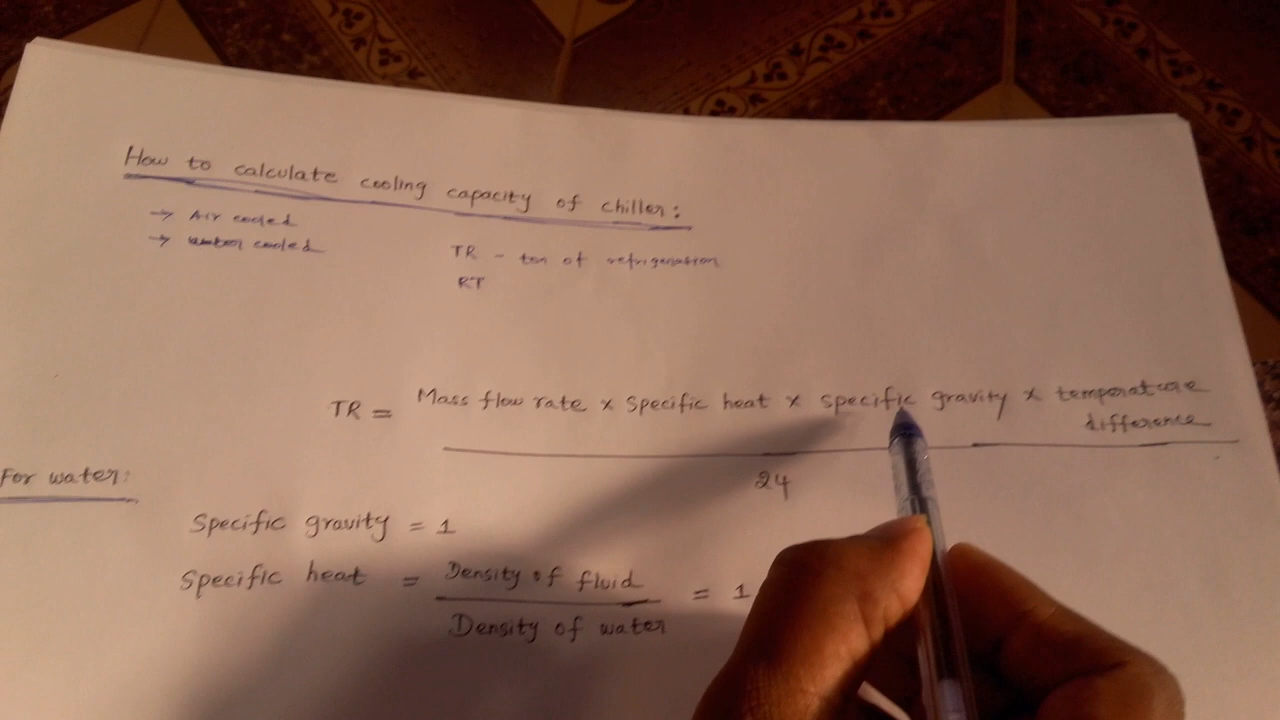 How to calculate cooling capacity of chiller:
→ Air cooled
→ water cooled
TR - ton of refrigeration
RT
TR = Mass flow rate x Specific heat x specific gravity x temperature difference
24
For water:
Specific gravity = 1
Specific heat = Density of fluid = 1
Density of water